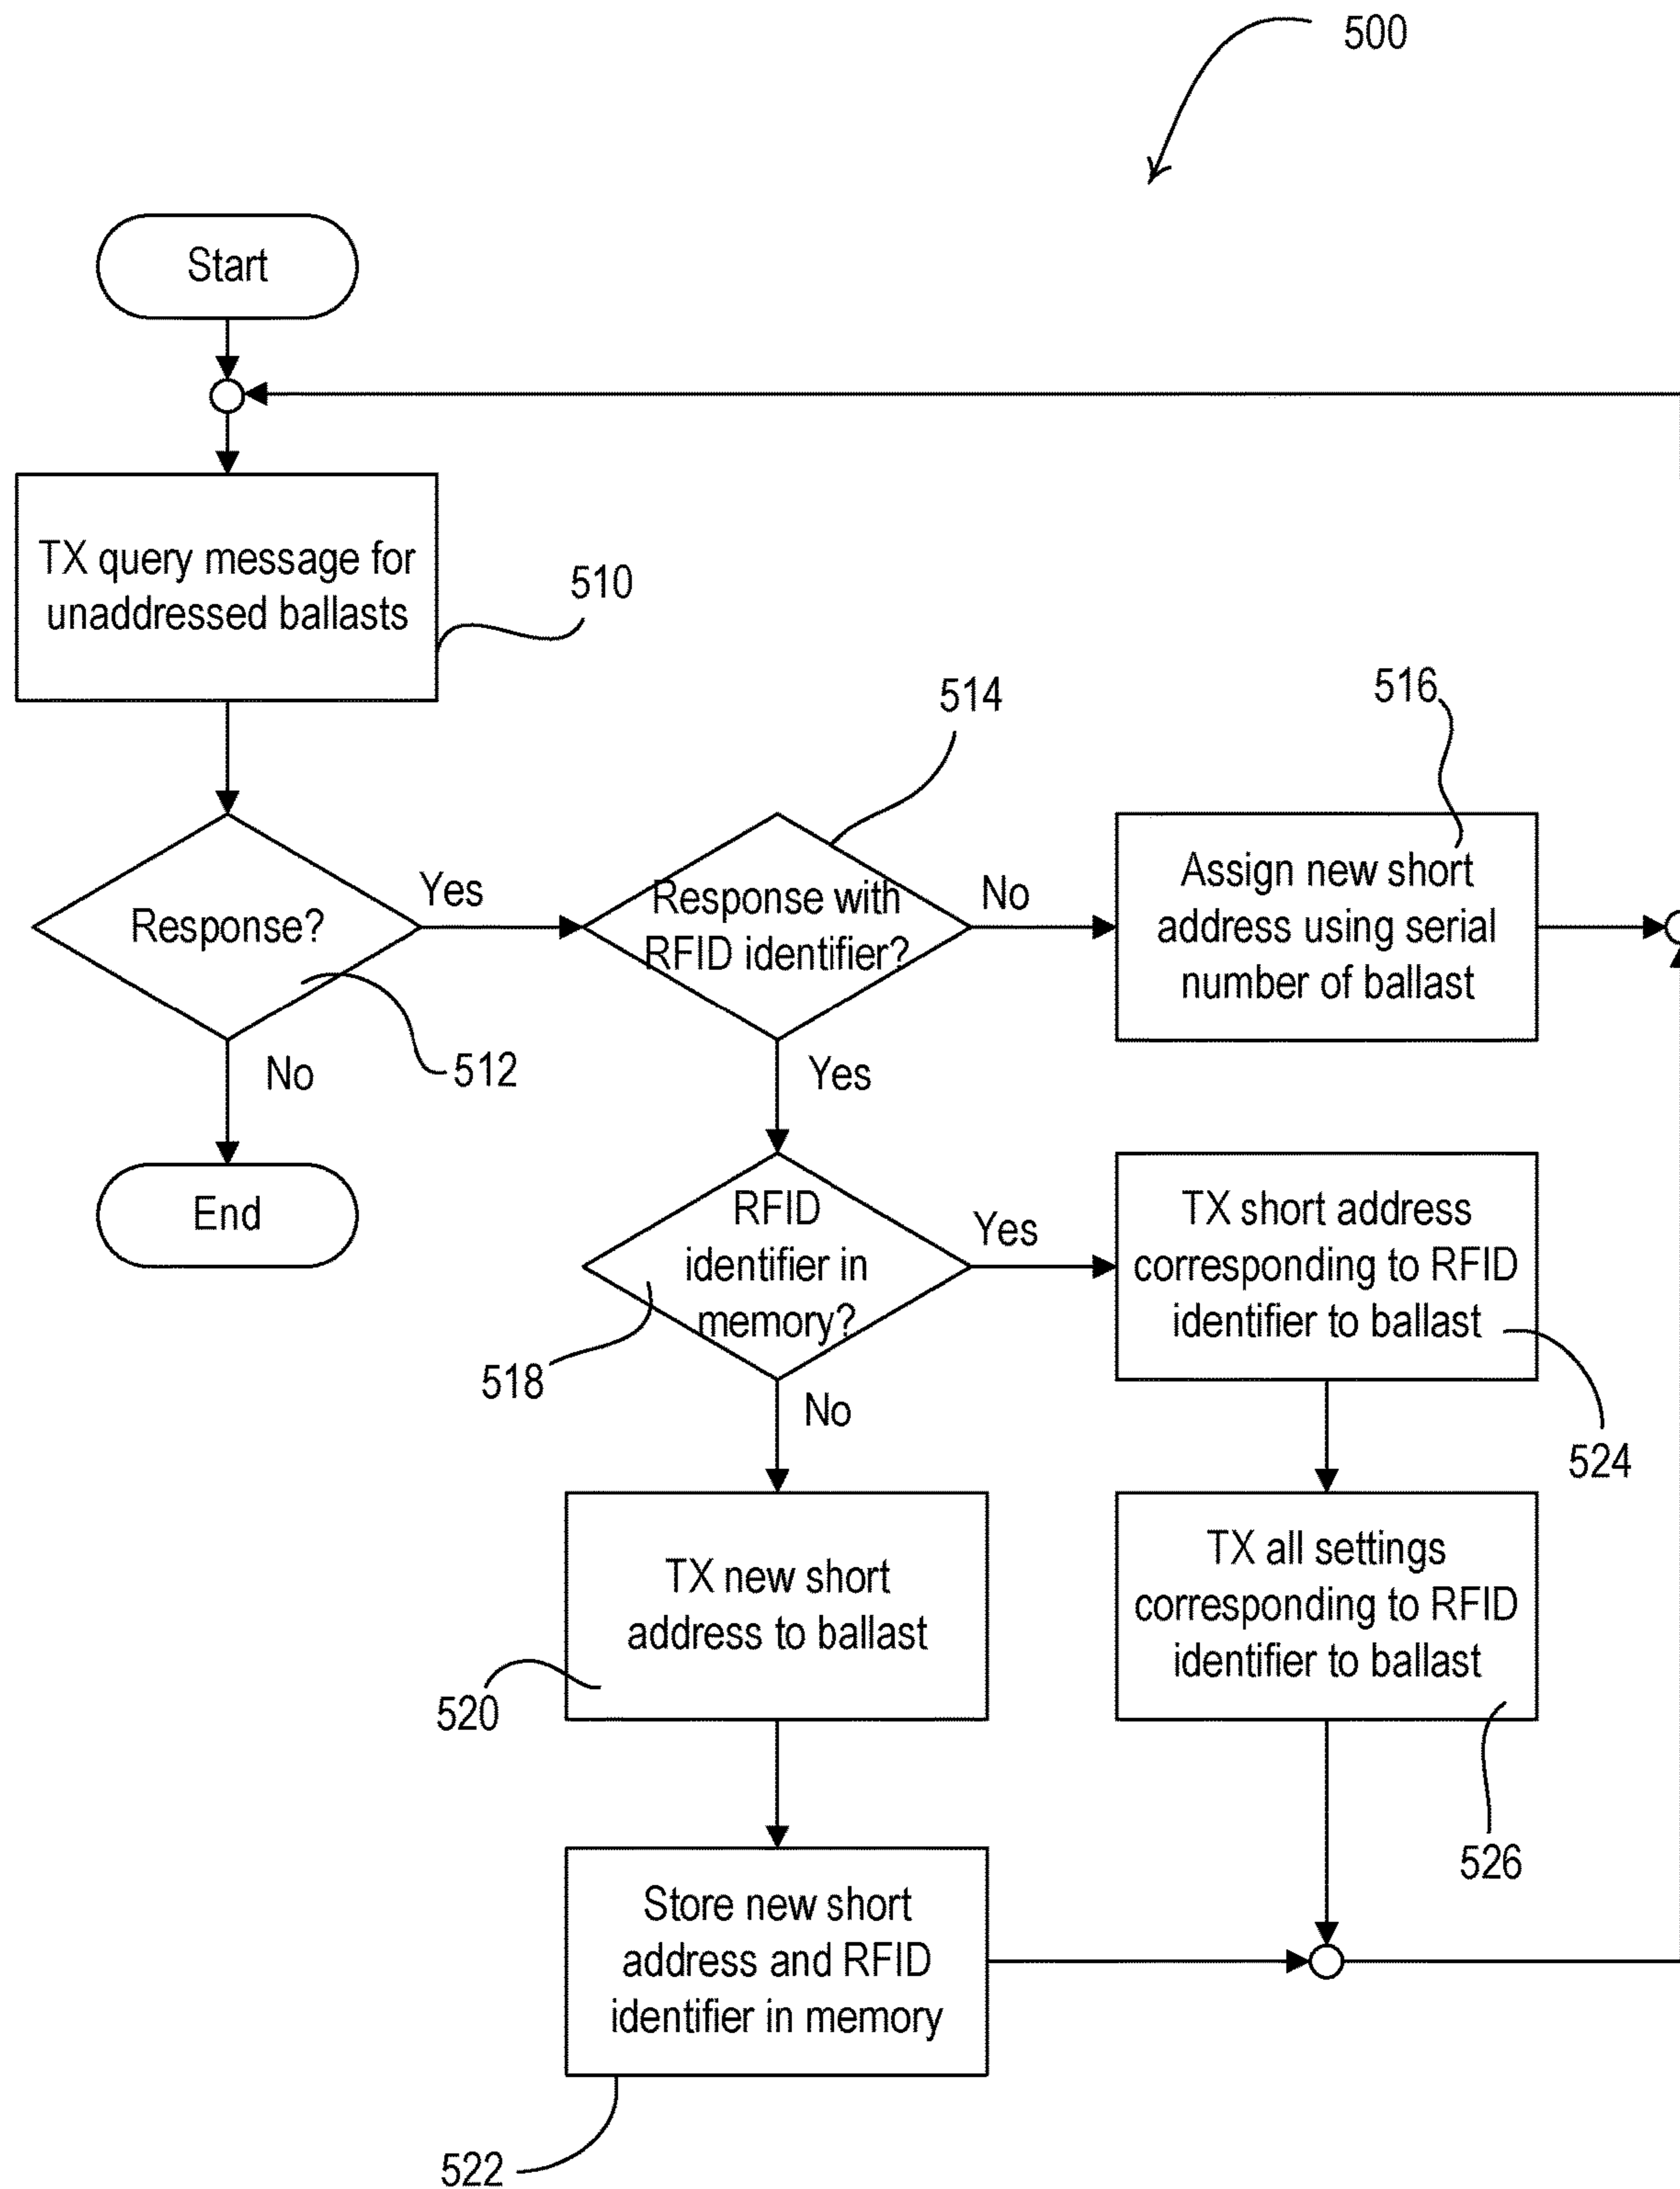 500
Start
TX query message for
unaddressed ballasts
510
514
516
Response?
Yes
Response with
RFID identifier?
No
Assign new short
address using serial
number of ballast
No
512
Yes
End
RFID
identifier in
memory?
Yes
TX short address
corresponding to RFID
identifier to ballast
518
No
524
TX new short
address to ballast
TX all settings
corresponding to RFID
identifier to ballast
520
526
Store new short
address and RFID
identifier in memory
522